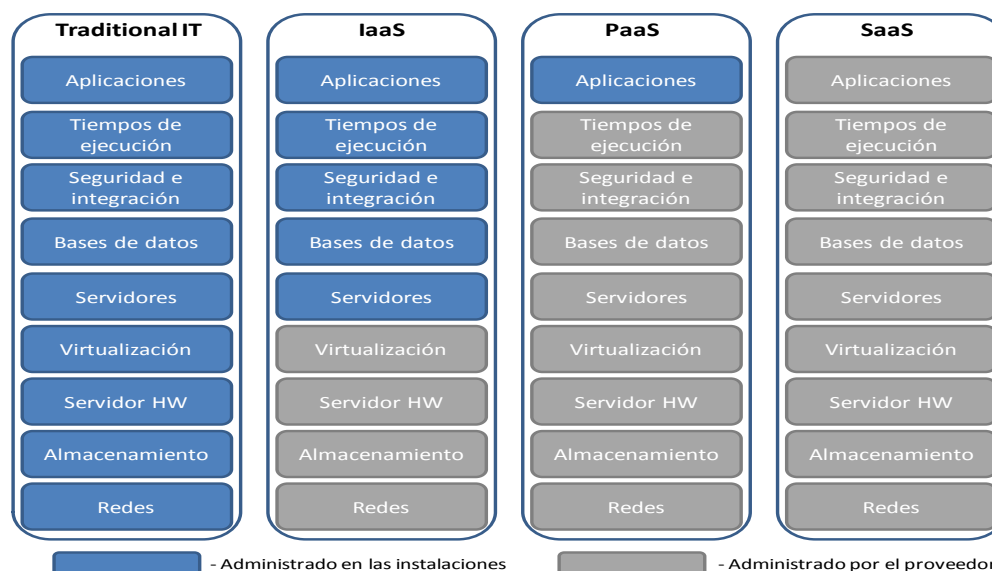 Traditional IT
Aplicaciones
Tiempos de
ejecución
Seguridad e
integración
Bases de datos
Servidores
Virtualización
Servidor HW
Almacenamiento
Redes
IaaS
Aplicaciones
Tiempos de
ejecución
Seguridad e
integración
Bases de datos
Servidores
Virtualización
Servidor HW
Almacenamiento
Redes
PaaS
Aplicaciones
Tiempos de
ejecución
Seguridad e
integración
Bases de datos
Servidores
Virtualización
Servidor HW
Almacenamiento
Redes
SaaS
Aplicaciones
Tiempos de
ejecución
Seguridad e
integración
Bases de datos
Servidores
Virtualización
Servidor HW
Almacenamiento
Redes
- Administrado en las instalaciones
- Administrado por el proveedor